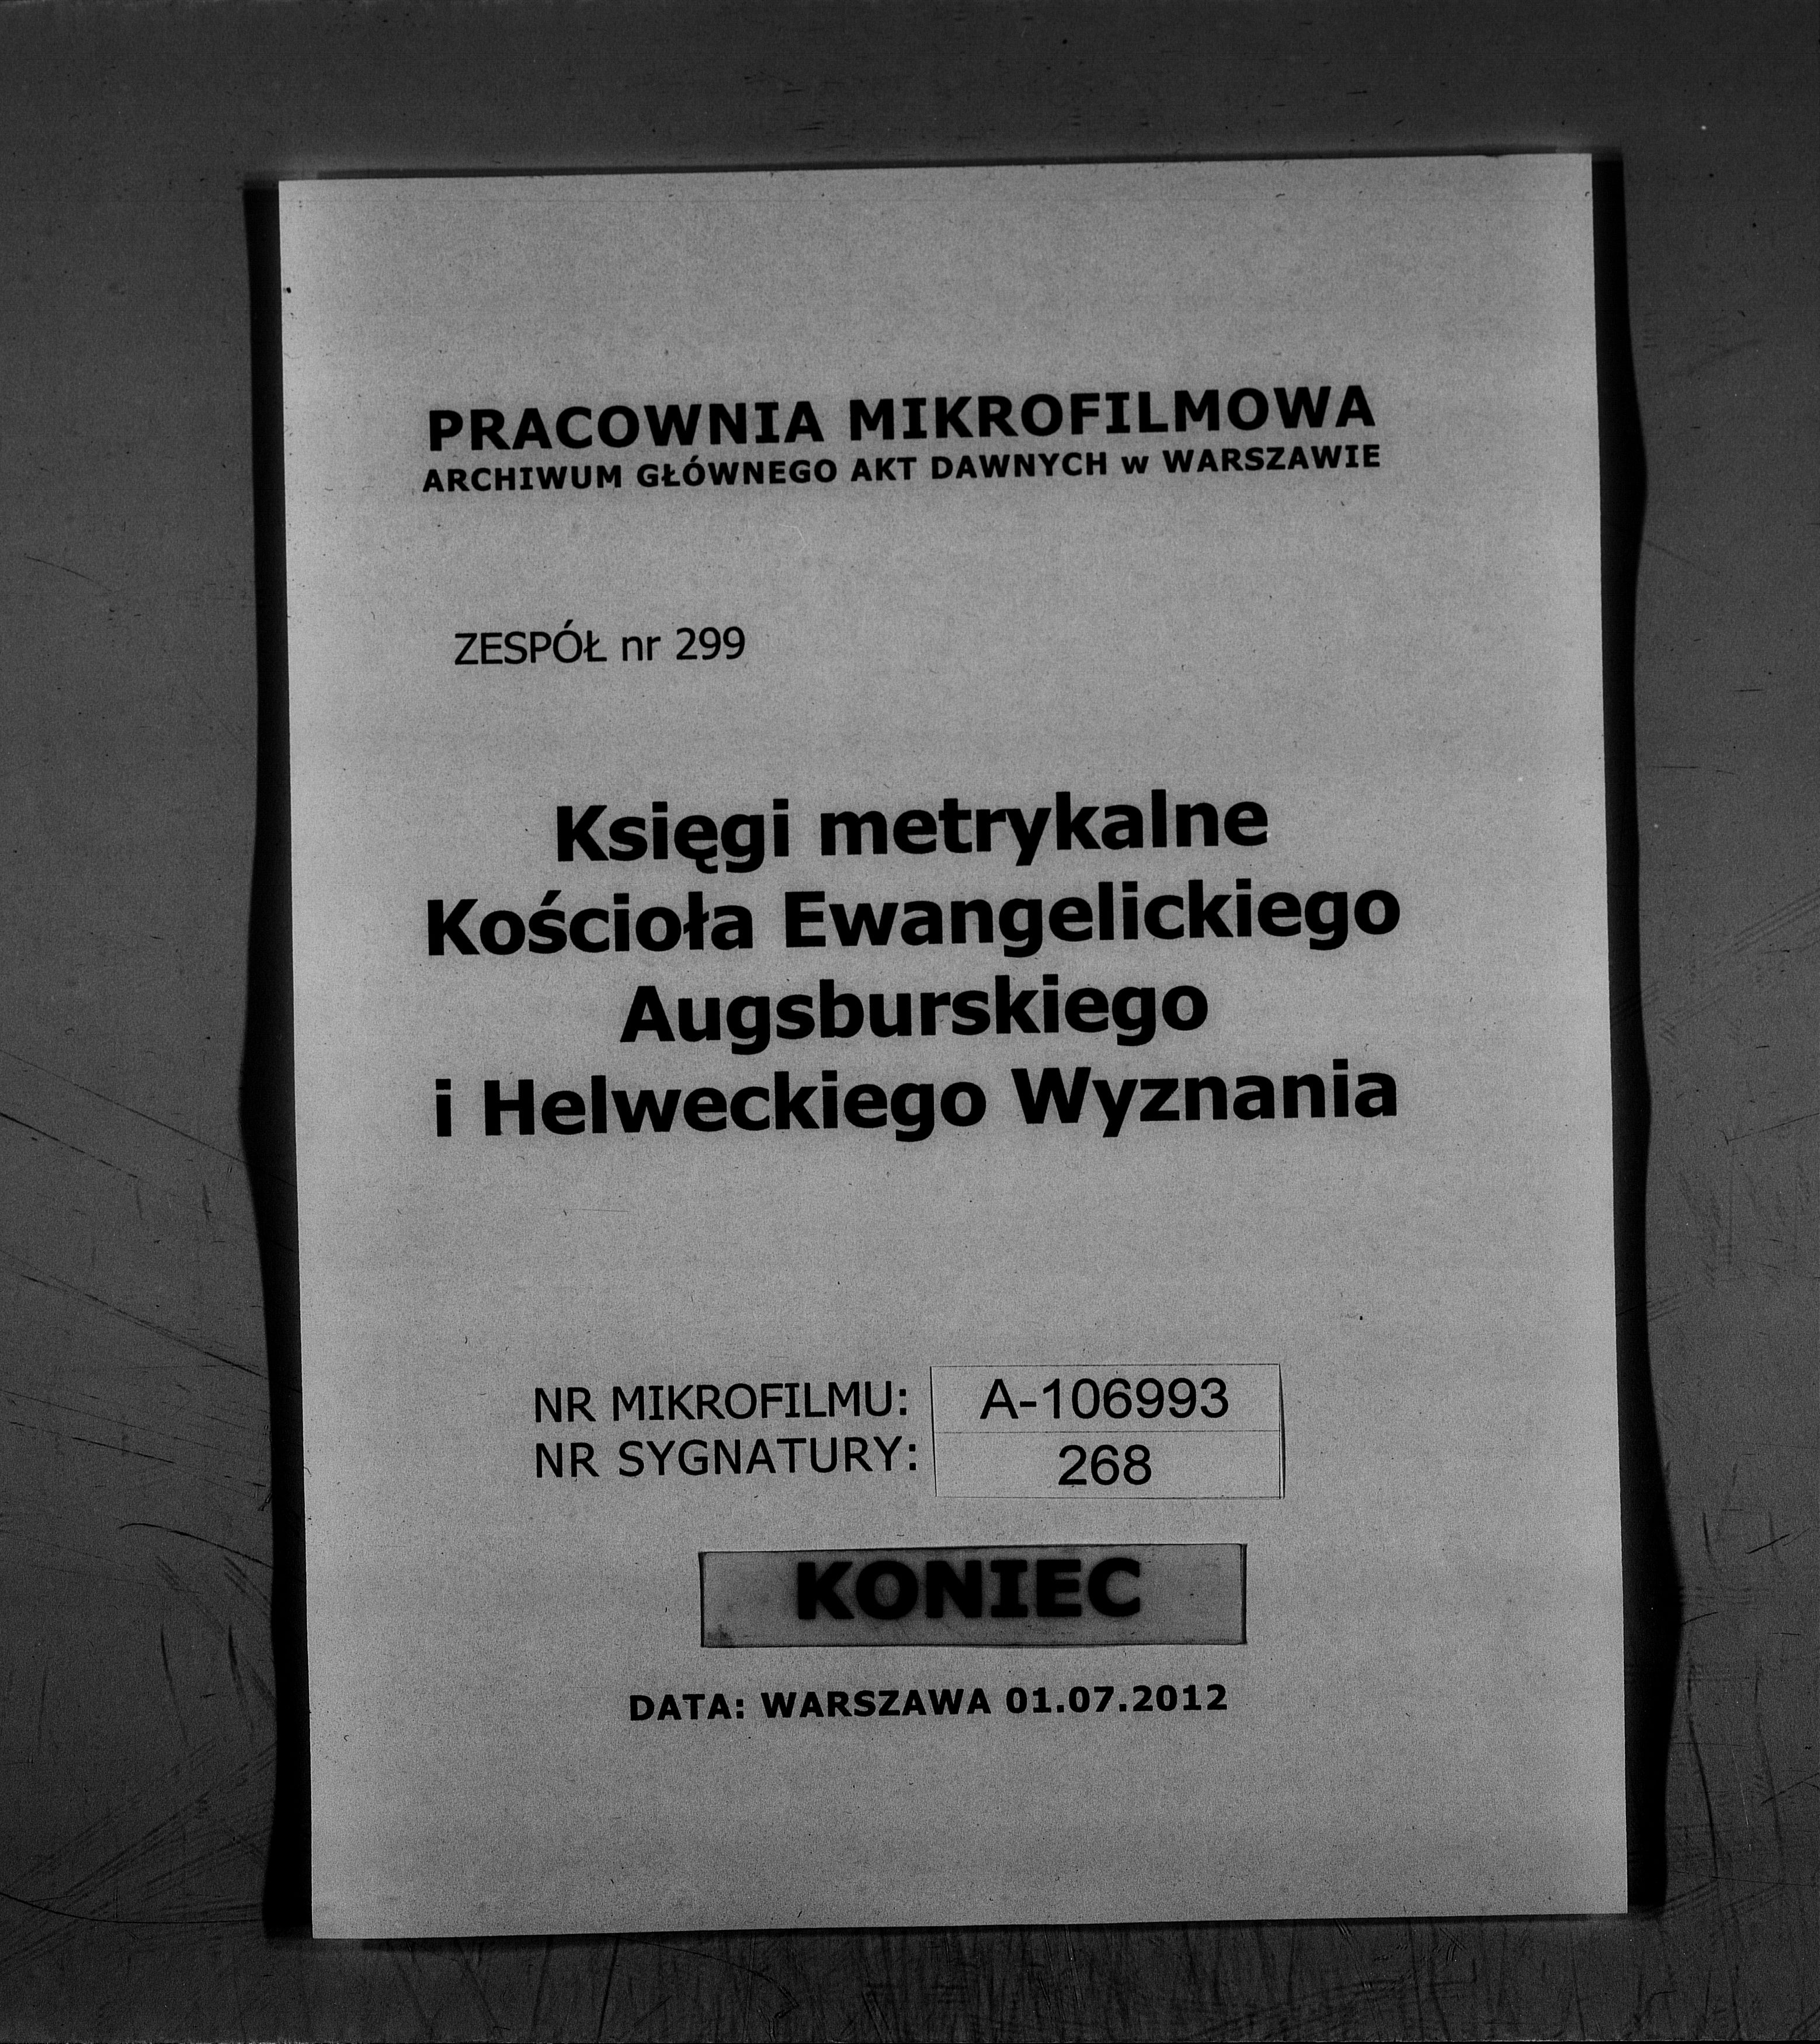 PRACOWNIA MIKROFILMOWA
ARCHIWUM GŁÓWNEGO AKT DAWNYCH w WARSZAWIE
ZESPÓŁ nr 299
Księgi metrykalne
Kościoła Ewangelickiego
Augsburskiego
i Helweckiego Wyznania
NR MIKROFILMU: A-106993
NR SYGNATURY: 268
KONIEC
DATA: WARSZAWA 01.07.2012